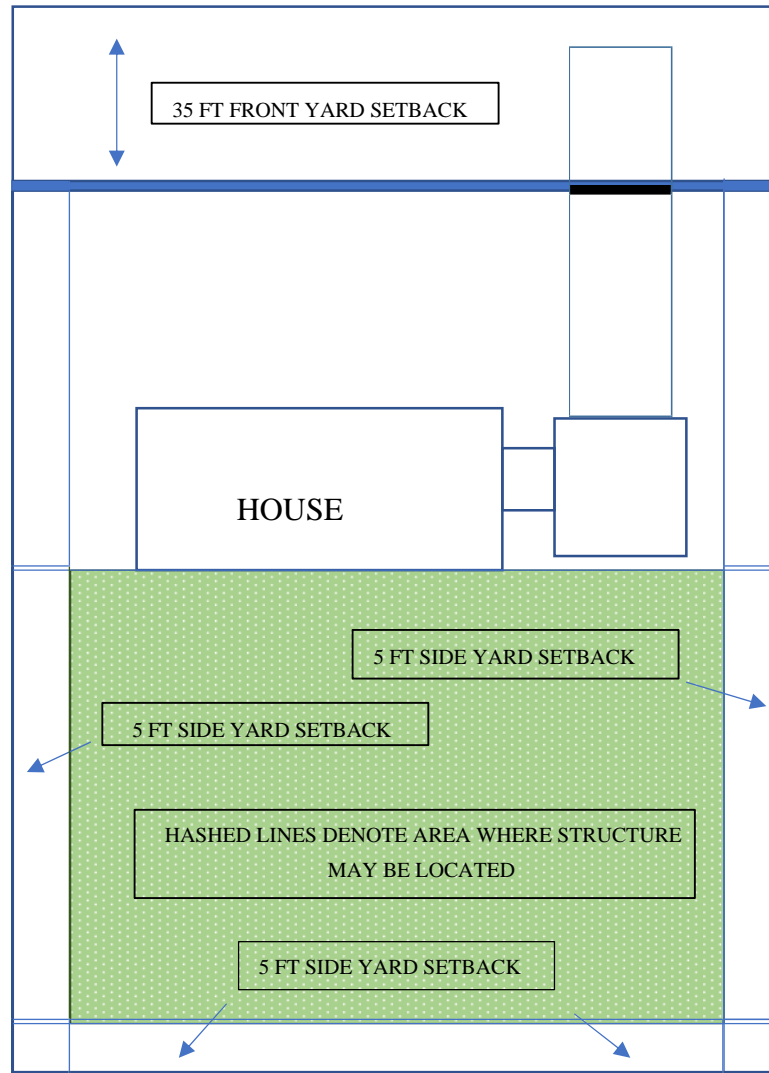 35 FT FRONT YARD SETBACK
HOUSE
5 FT SIDE YARD SETBACK
5 FT SIDE YARD SETBACK
HASHED LINES DENOTE AREA WHERE STRUCTURE
MAY BE LOCATED
5 FT SIDE YARD SETBACK